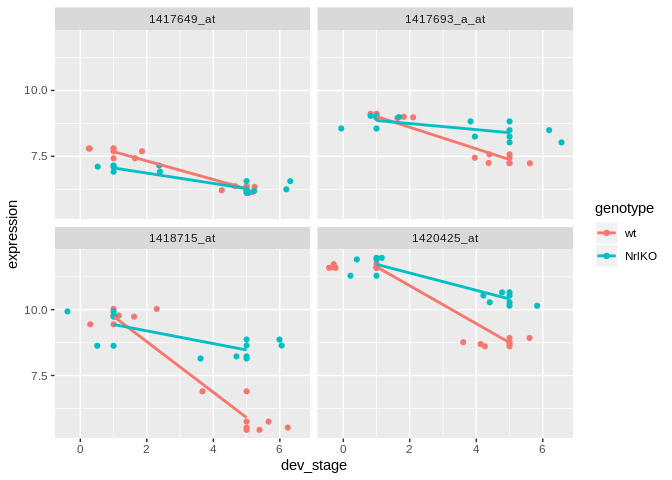 1417649_at
1417693_a_at
10.0
7.5
1418715_at
1420425_at
10.0
7.5
0 2 4 6
0 2 4 6
dev_stage
expression
genotype
wt
NrlKO